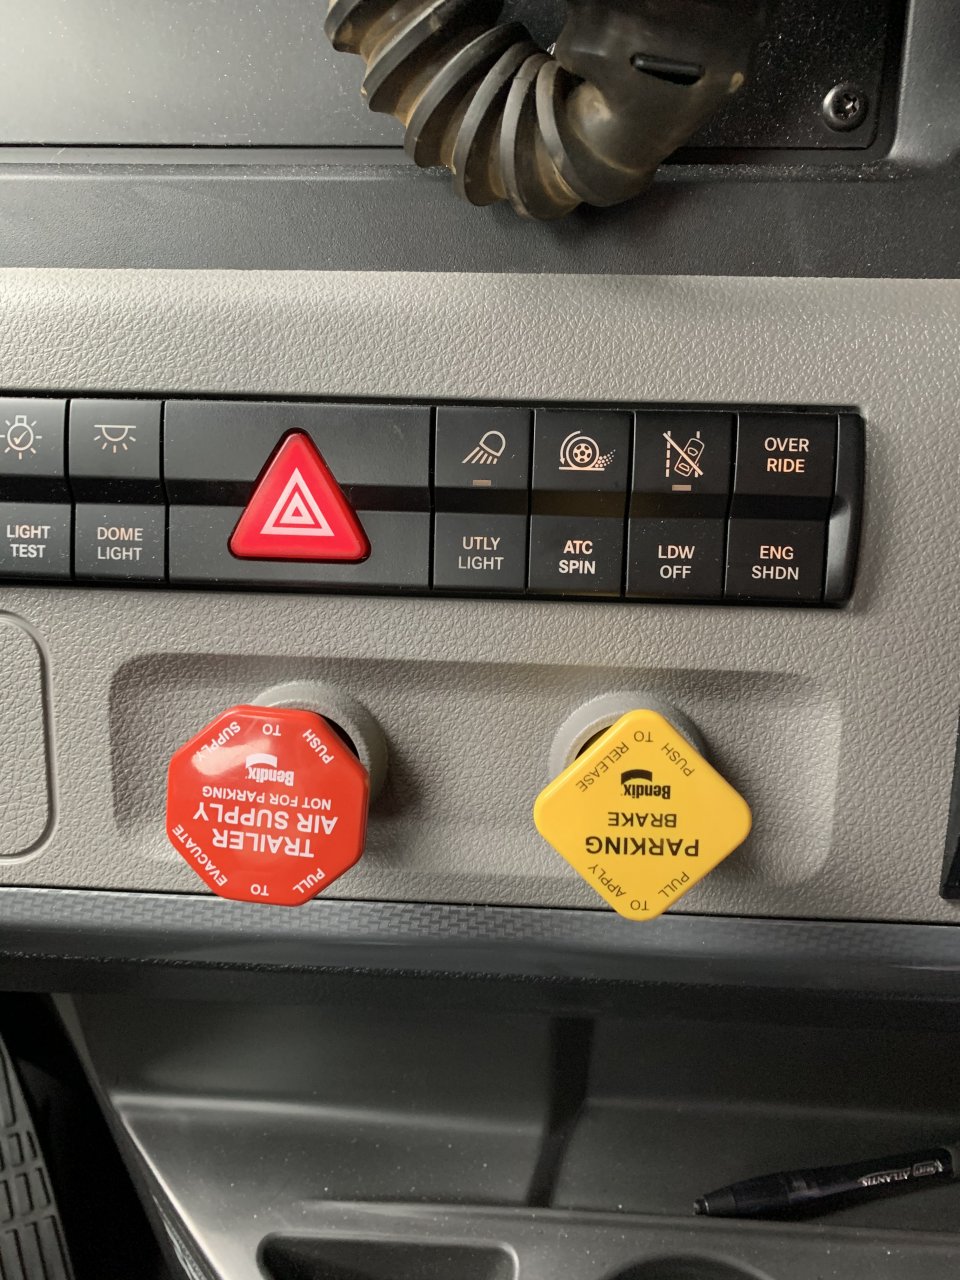 LIGHT
TEST
DOME
LIGHT
UTLY
LIGHT
ATC
SPIN
LDW
OFF
OVER
RIDE
ENG
SHDN
PULL TO EVACUATE
TRAILER
AIR SUPPLY
NOT FOR PARKING
Bendix
PUSH TO SUPPLY
PULL TO APPLY
PARKING
BRAKE
Bendix
PUSH TO RELEASE
ATLANTIS